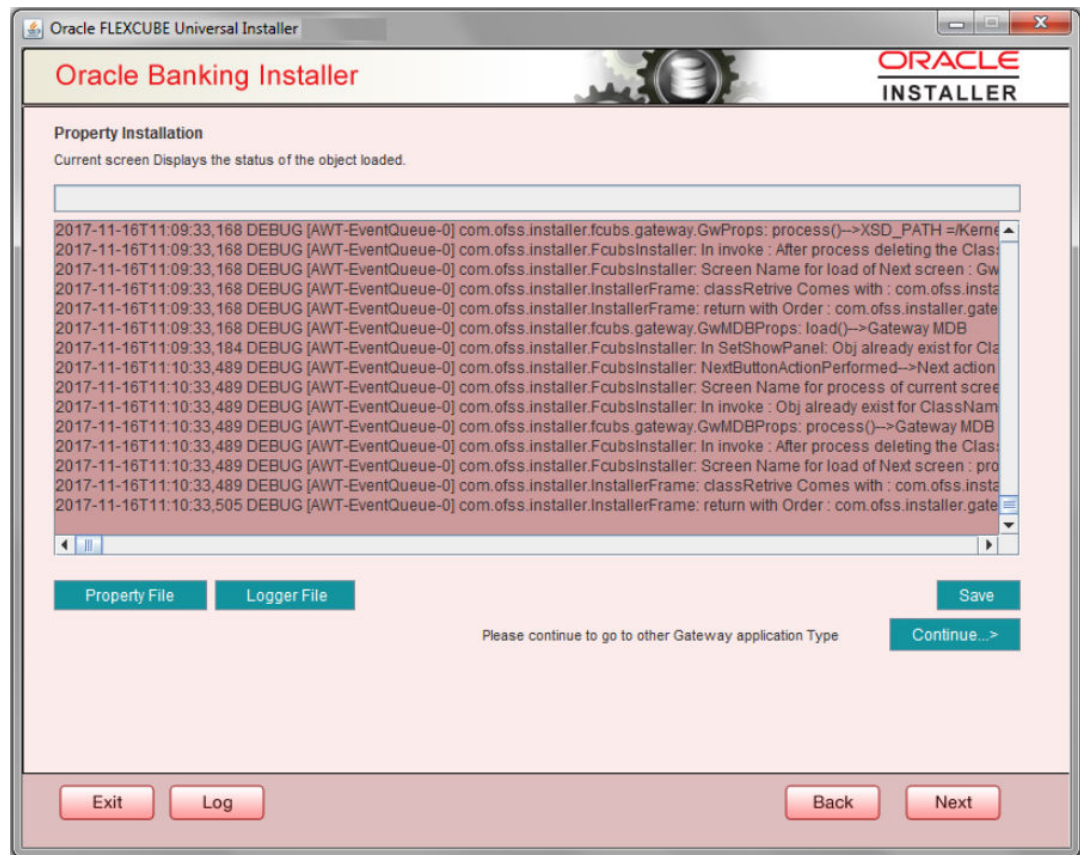 Oracle FLEXCUBE Universal Installer
Oracle Banking Installer
ORACLE
INSTALLER
Property Installation
Current screen Displays the status of the object loaded.
2017-11-16T11:09:33,168 DEBUG [AWT-EventQueue-0] com.ofss.installer.fcubs.gateway.GwProps: process()-->XSD_PATH =/Kerne
2017-11-16T11:09:33,168 DEBUG [AWT-EventQueue-0] com.ofss.installer.FcubsInstaller: In invoke : After process deleting the Clas
2017-11-16T11:09:33,168 DEBUG [AWT-EventQueue-0] com.ofss.installer.FcubsInstaller: Screen Name for load of Next screen : Gw
2017-11-16T11:09:33,168 DEBUG [AWT-EventQueue-0] com.ofss.installer.InstallerFrame: classRetrive Comes with : com.ofss.insta
2017-11-16T11:09:33,168 DEBUG [AWT-EventQueue-0] com.ofss.installer.InstallerFrame: return with Order : com.ofss.installer.gate
2017-11-16T11:09:33,168 DEBUG [AWT-EventQueue-0] com.ofss.installer.fcubs.gateway.GwMDBProps: load()-->Gateway MDB
2017-11-16T11:09:33,184 DEBUG [AWT-EventQueue-0] com.ofss.installer.FcubsInstaller: In SetShowPanel: Obj already exist for Cla
2017-11-16T11:10:33,489 DEBUG [AWT-EventQueue-0] com.ofss.installer.FcubsInstaller: NextButtonActionPerformed-->Next action
2017-11-16T11:10:33,489 DEBUG [AWT-EventQueue-0] com.ofss.installer.FcubsInstaller: Screen Name for process of current scree
2017-11-16T11:10:33,489 DEBUG [AWT-EventQueue-0] com.ofss.installer.FcubsInstaller: In invoke : Obj already exist for ClassNam
2017-11-16T11:10:33,489 DEBUG [AWT-EventQueue-0] com.ofss.installer.fcubs.gateway.GwMDBProps: process()-->Gateway MDB
2017-11-16T11:10:33,489 DEBUG [AWT-EventQueue-0] com.ofss.installer.FcubsInstaller: In invoke : After process deleting the Clas
2017-11-16T11:10:33,489 DEBUG [AWT-EventQueue-0] com.ofss.installer.FcubsInstaller: Screen Name for load of Next screen : pro
2017-11-16T11:10:33,489 DEBUG [AWT-EventQueue-0] com.ofss.installer.InstallerFrame: classRetrive Comes with : com.ofss.insta
2017-11-16T11:10:33,505 DEBUG [AWT-EventQueue-0] com.ofss.installer.InstallerFrame: return with Order : com.ofss.installer.gate
Property File
Logger File
Save
Please continue to go to other Gateway application Type
Continue...>
Exit
Log
Back
Next